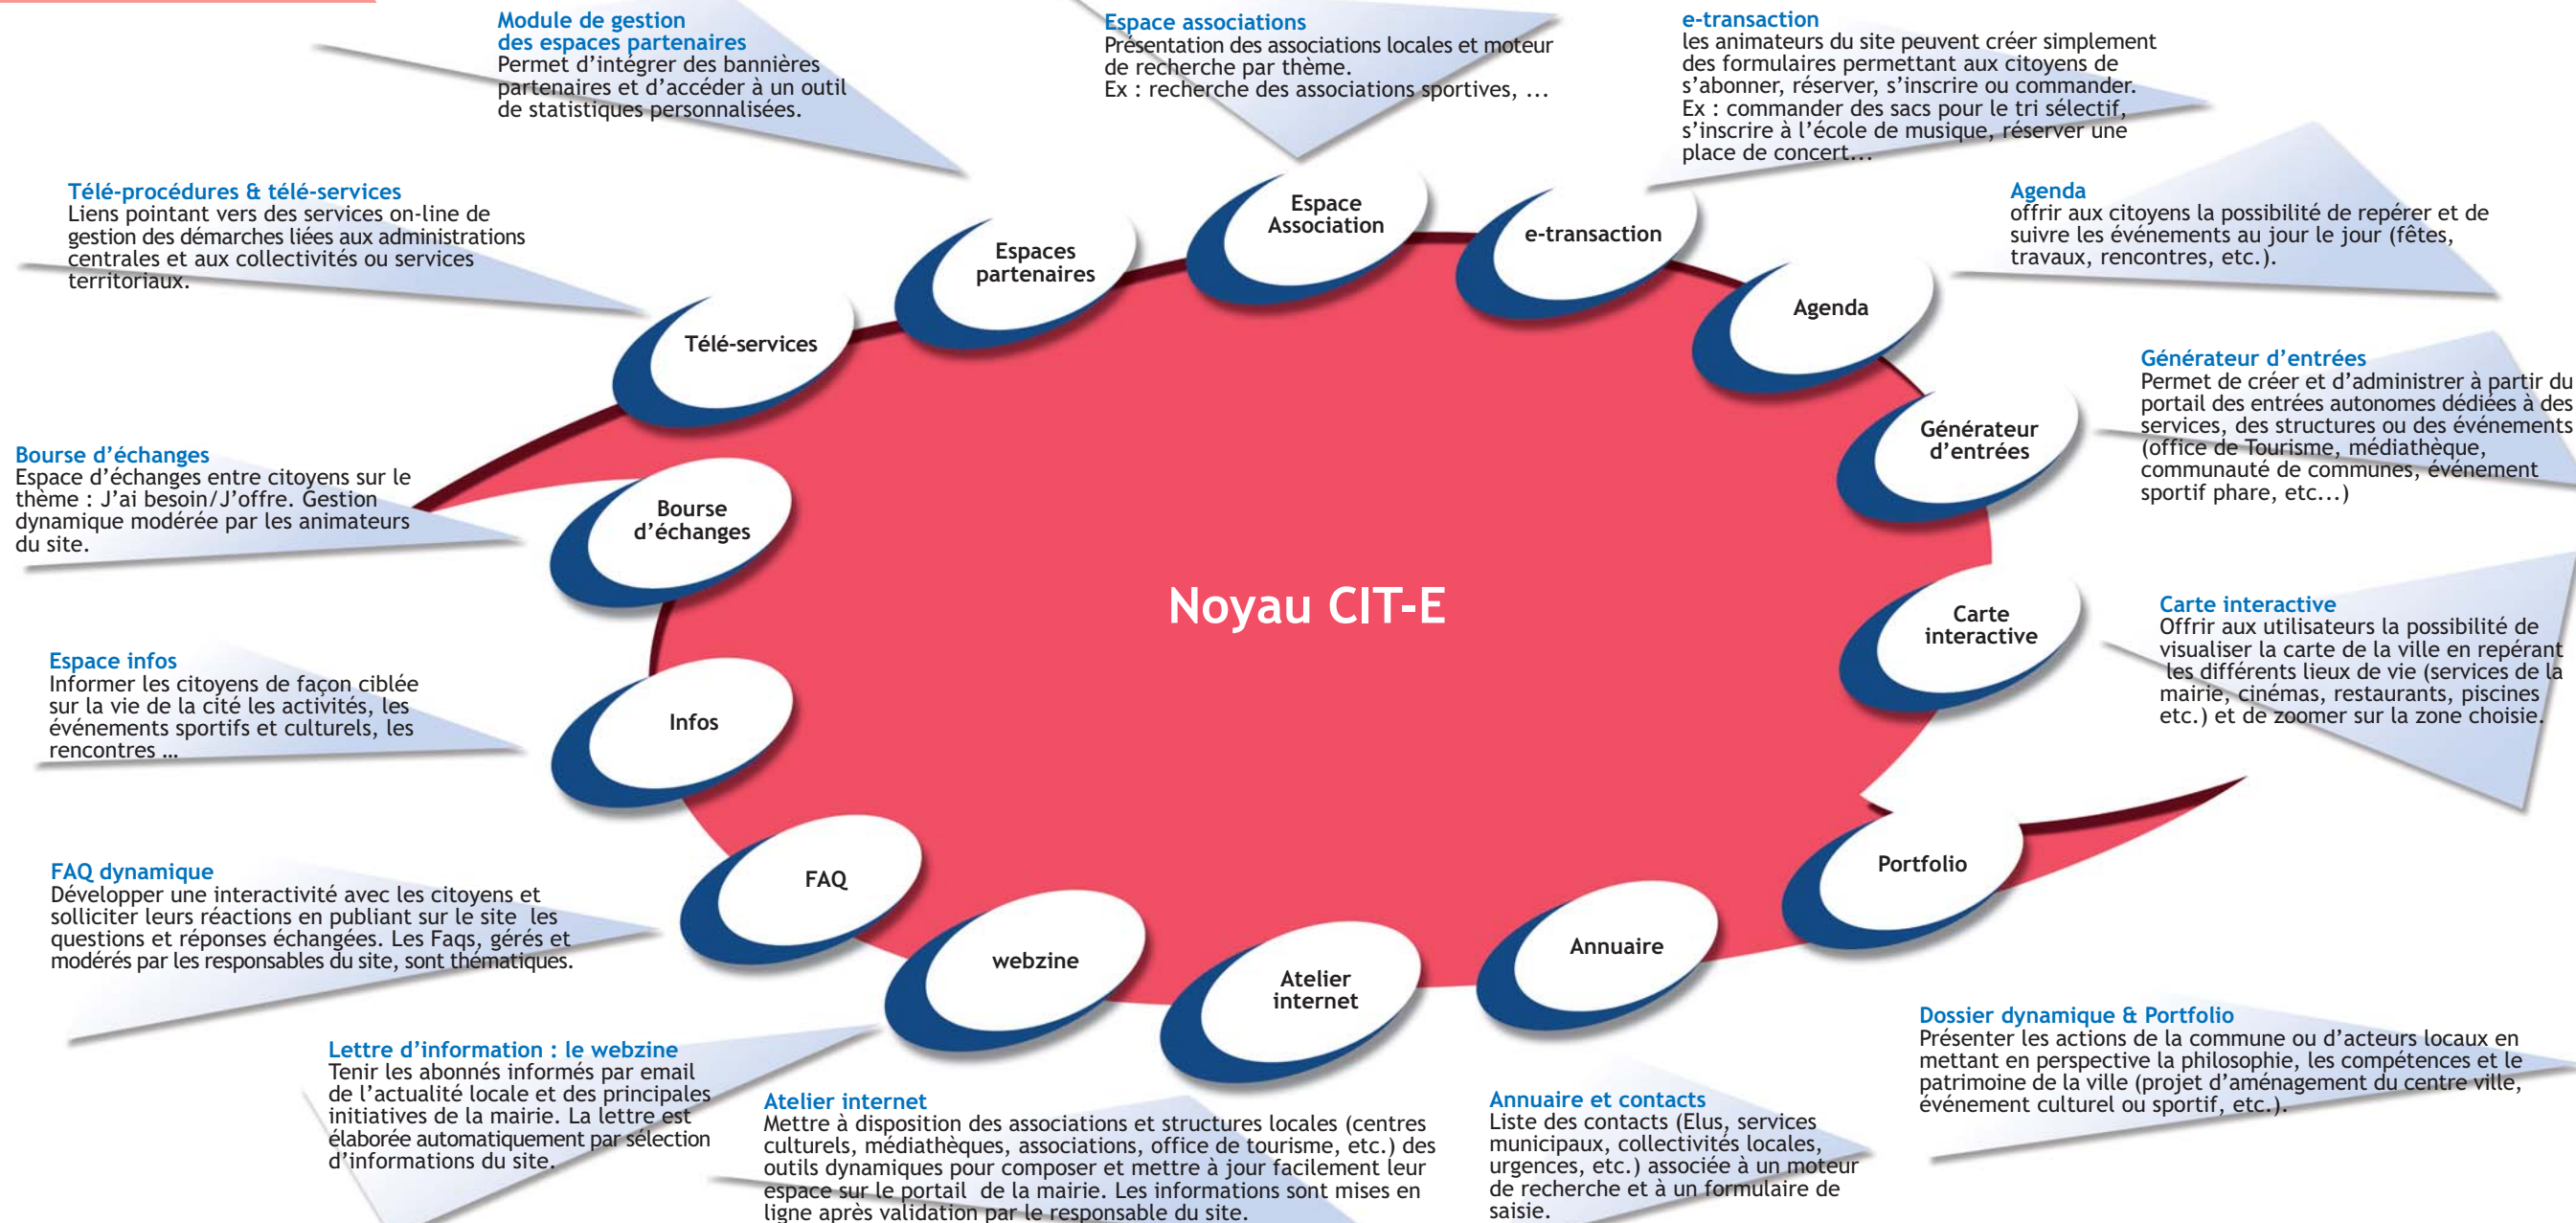 Module de gestion
des espaces partenaires
Permet d’intégrer des bannières
partenaires et d’accéder à un outil
de statistiques personnalisées.
Espace associations
Présentation des associations locales et moteur
de recherche par thème.
Ex : recherche des associations sportives, ...
e-transaction
les animateurs du site peuvent créer simplement
des formulaires permettant aux citoyens de
s’abonner, réserver, s’inscrire ou commander.
Ex : commander des sacs pour le tri sélectif,
s’inscrire à l’école de musique, réserver une
place de concert...
Télé-procédures & télé-services
Liens pointant vers des services on-line de
gestion des démarches liées aux administrations
centrales et aux collectivités ou services
territoriaux.
Agenda
offrir aux citoyens la possibilité de repérer et de
suivre les événements au jour le jour (fêtes,
travaux, rencontres, etc.).
Espace
Association
e-transaction
Espaces
partenaires
Agenda
Télé-services
Générateur d’entrées
Permet de créer et d’administrer à partir du
portail des entrées autonomes dédiées à des
services, des structures ou des événements
(office de Tourisme, médiathèque,
communauté de communes, événement
sportif phare, etc...)
Générateur
d’entrées
Bourse d’échanges
Espace d’échanges entre citoyens sur le
thème : J’ai besoin/J’offre. Gestion
dynamique modérée par les animateurs
du site.
Bourse
d’échanges
Noyau CIT-E
Carte
interactive
Carte interactive
Offrir aux utilisateurs la possibilité de
visualiser la carte de la ville en repérant
les différents lieux de vie (services de la
mairie, cinémas, restaurants, piscines
etc.) et de zoomer sur la zone choisie.
Espace infos
Informer les citoyens de façon ciblée
sur la vie de la cité les activités, les
événements sportifs et culturels, les
rencontres …
Infos
FAQ dynamique
Développer une interactivité avec les citoyens et
solliciter leurs réactions en publiant sur le site les
questions et réponses échangées. Les Faqs, gérés et
modérés par les responsables du site, sont thématiques.
FAQ
Portfolio
webzine
Atelier
internet
Annuaire
Lettre d’information : le webzine
Tenir les abonnés informés par email
de l’actualité locale et des principales
initiatives de la mairie. La lettre est
élaborée automatiquement par sélection
d’informations du site.
Atelier internet
Mettre à disposition des associations et structures locales (centres
culturels, médiathèques, associations, office de tourisme, etc.) des
outils dynamiques pour composer et mettre à jour facilement leur
espace sur le portail de la mairie. Les informations sont mises en
ligne après validation par le responsable du site.
Annuaire et contacts
Liste des contacts (Elus, services
municipaux, collectivités locales,
urgences, etc.) associée à un moteur
de recherche et à un formulaire de
saisie.
Dossier dynamique & Portfolio
Présenter les actions de la commune ou d’acteurs locaux en
mettant en perspective la philosophie, les compétences et le
patrimoine de la ville (projet d’aménagement du centre ville,
événement culturel ou sportif, etc.).